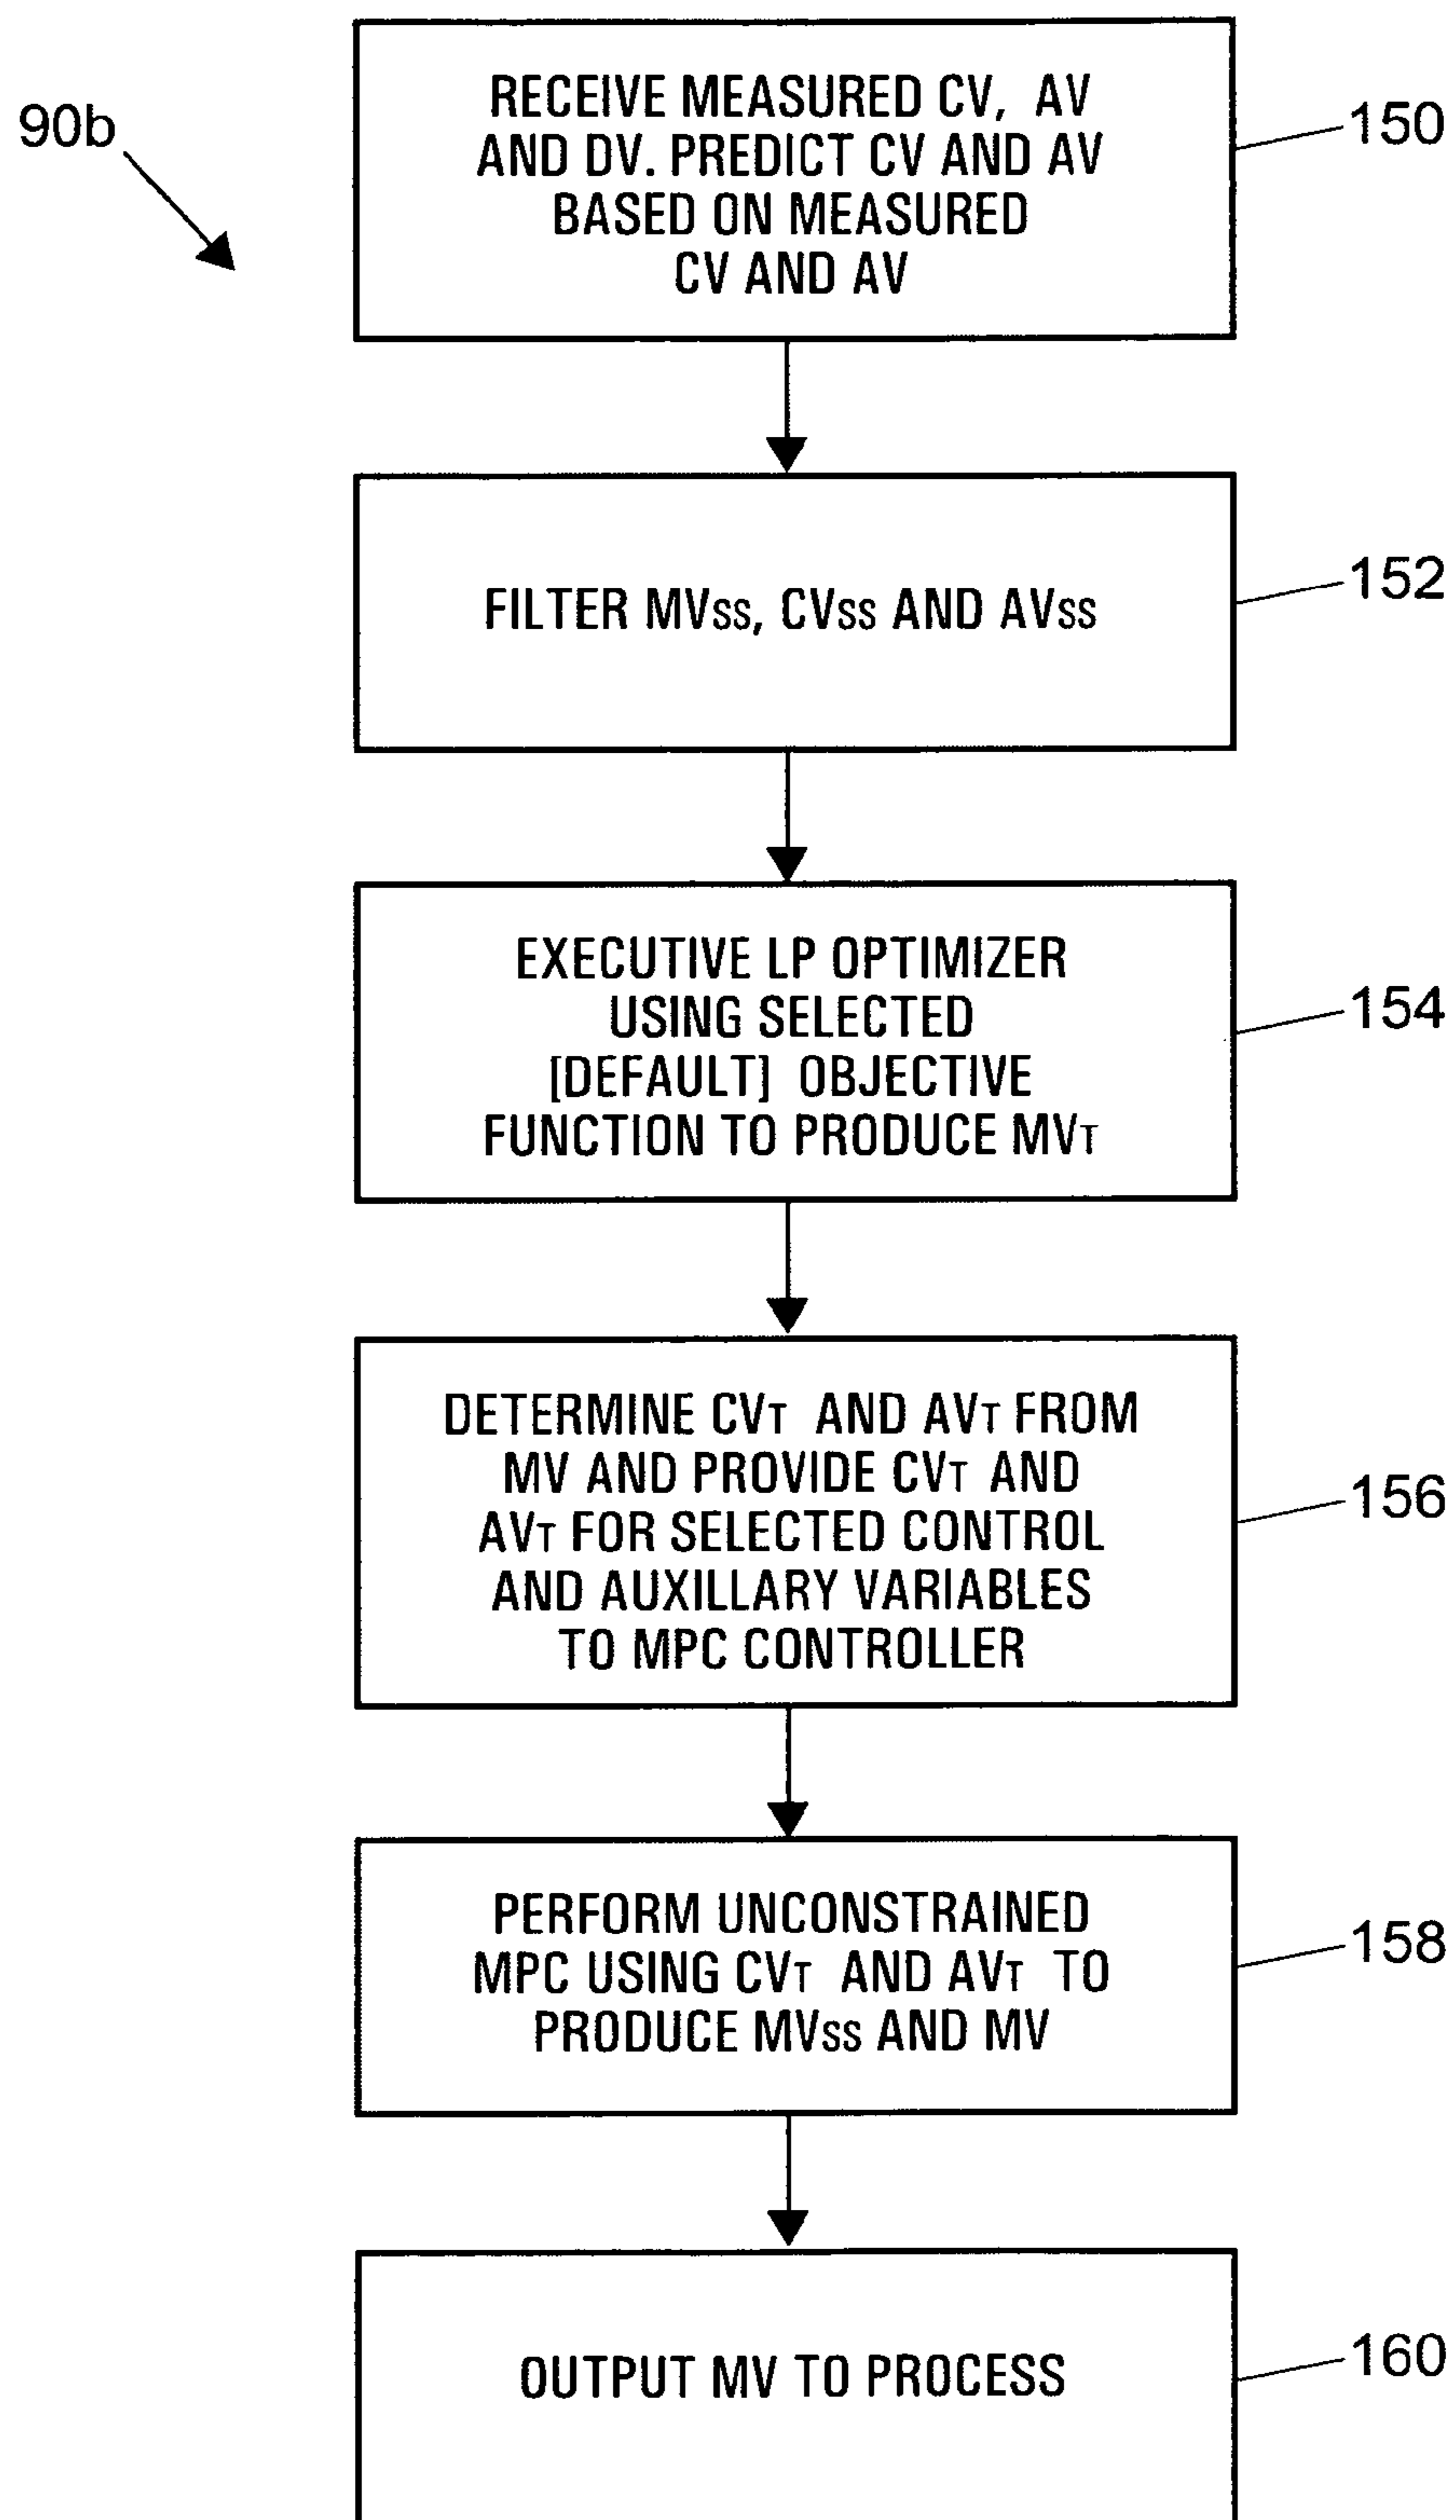 90b
RECEIVE MEASURED CV, AV
AND DV. PREDICT CV AND AV
BASED ON MEASURED
CV AND AV
150
FILTER MVSS, CVSS AND AVSS
152
EXECUTIVE LP OPTIMIZER
USING SELECTED
[DEFAULT] OBJECTIVE
FUNCTION TO PRODUCE MVT
154
DETERMINE CVT AND AVT FROM
MV AND PROVIDE CVT AND
AVT FOR SELECTED CONTROL
AND AUXILLARY VARIABLES
TO MPC CONTROLLER
156
PERFORM UNCONSTRAINED
MPC USING CVT AND AVT TO
PRODUCE MVSS AND MV
158
OUTPUT MV TO PROCESS
160